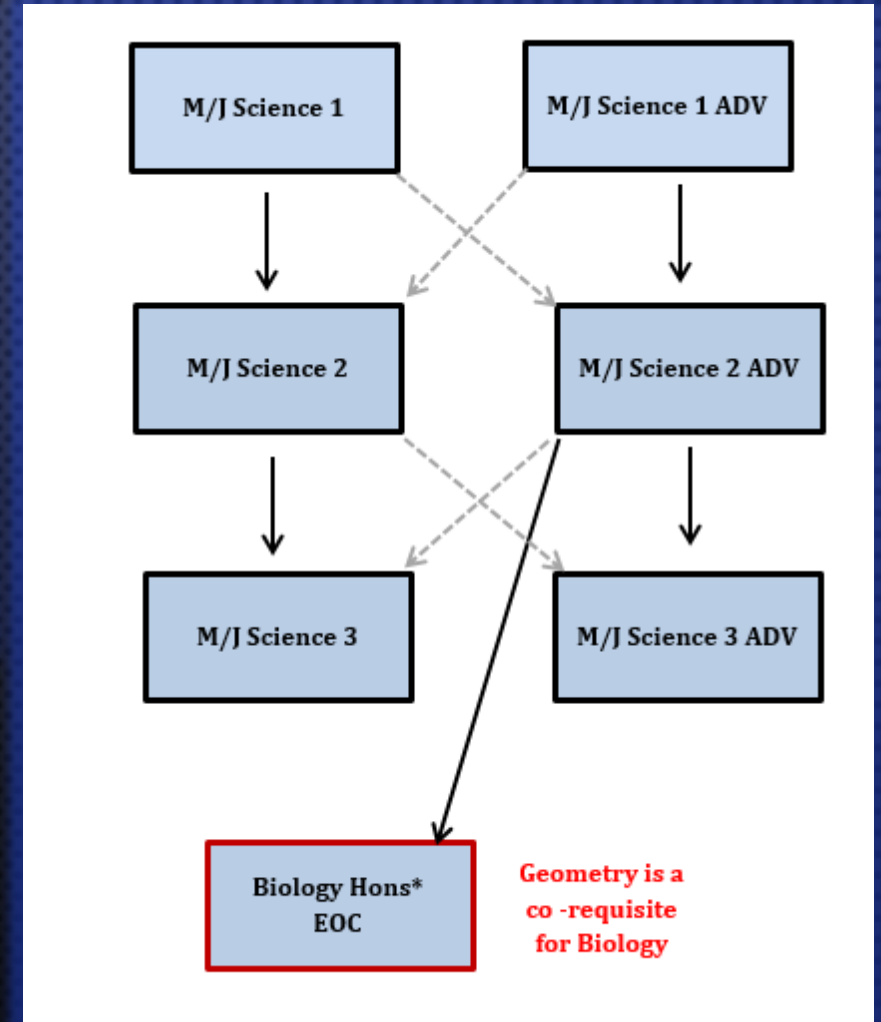 M/J Science 1
M/J Science 1 ADV
M/J Science 2
M/J Science 2 ADV
M/J Science 3
M/J Science 3 ADV
Biology Hons*
EOC
Geometry is a
co -requisite
for Biology